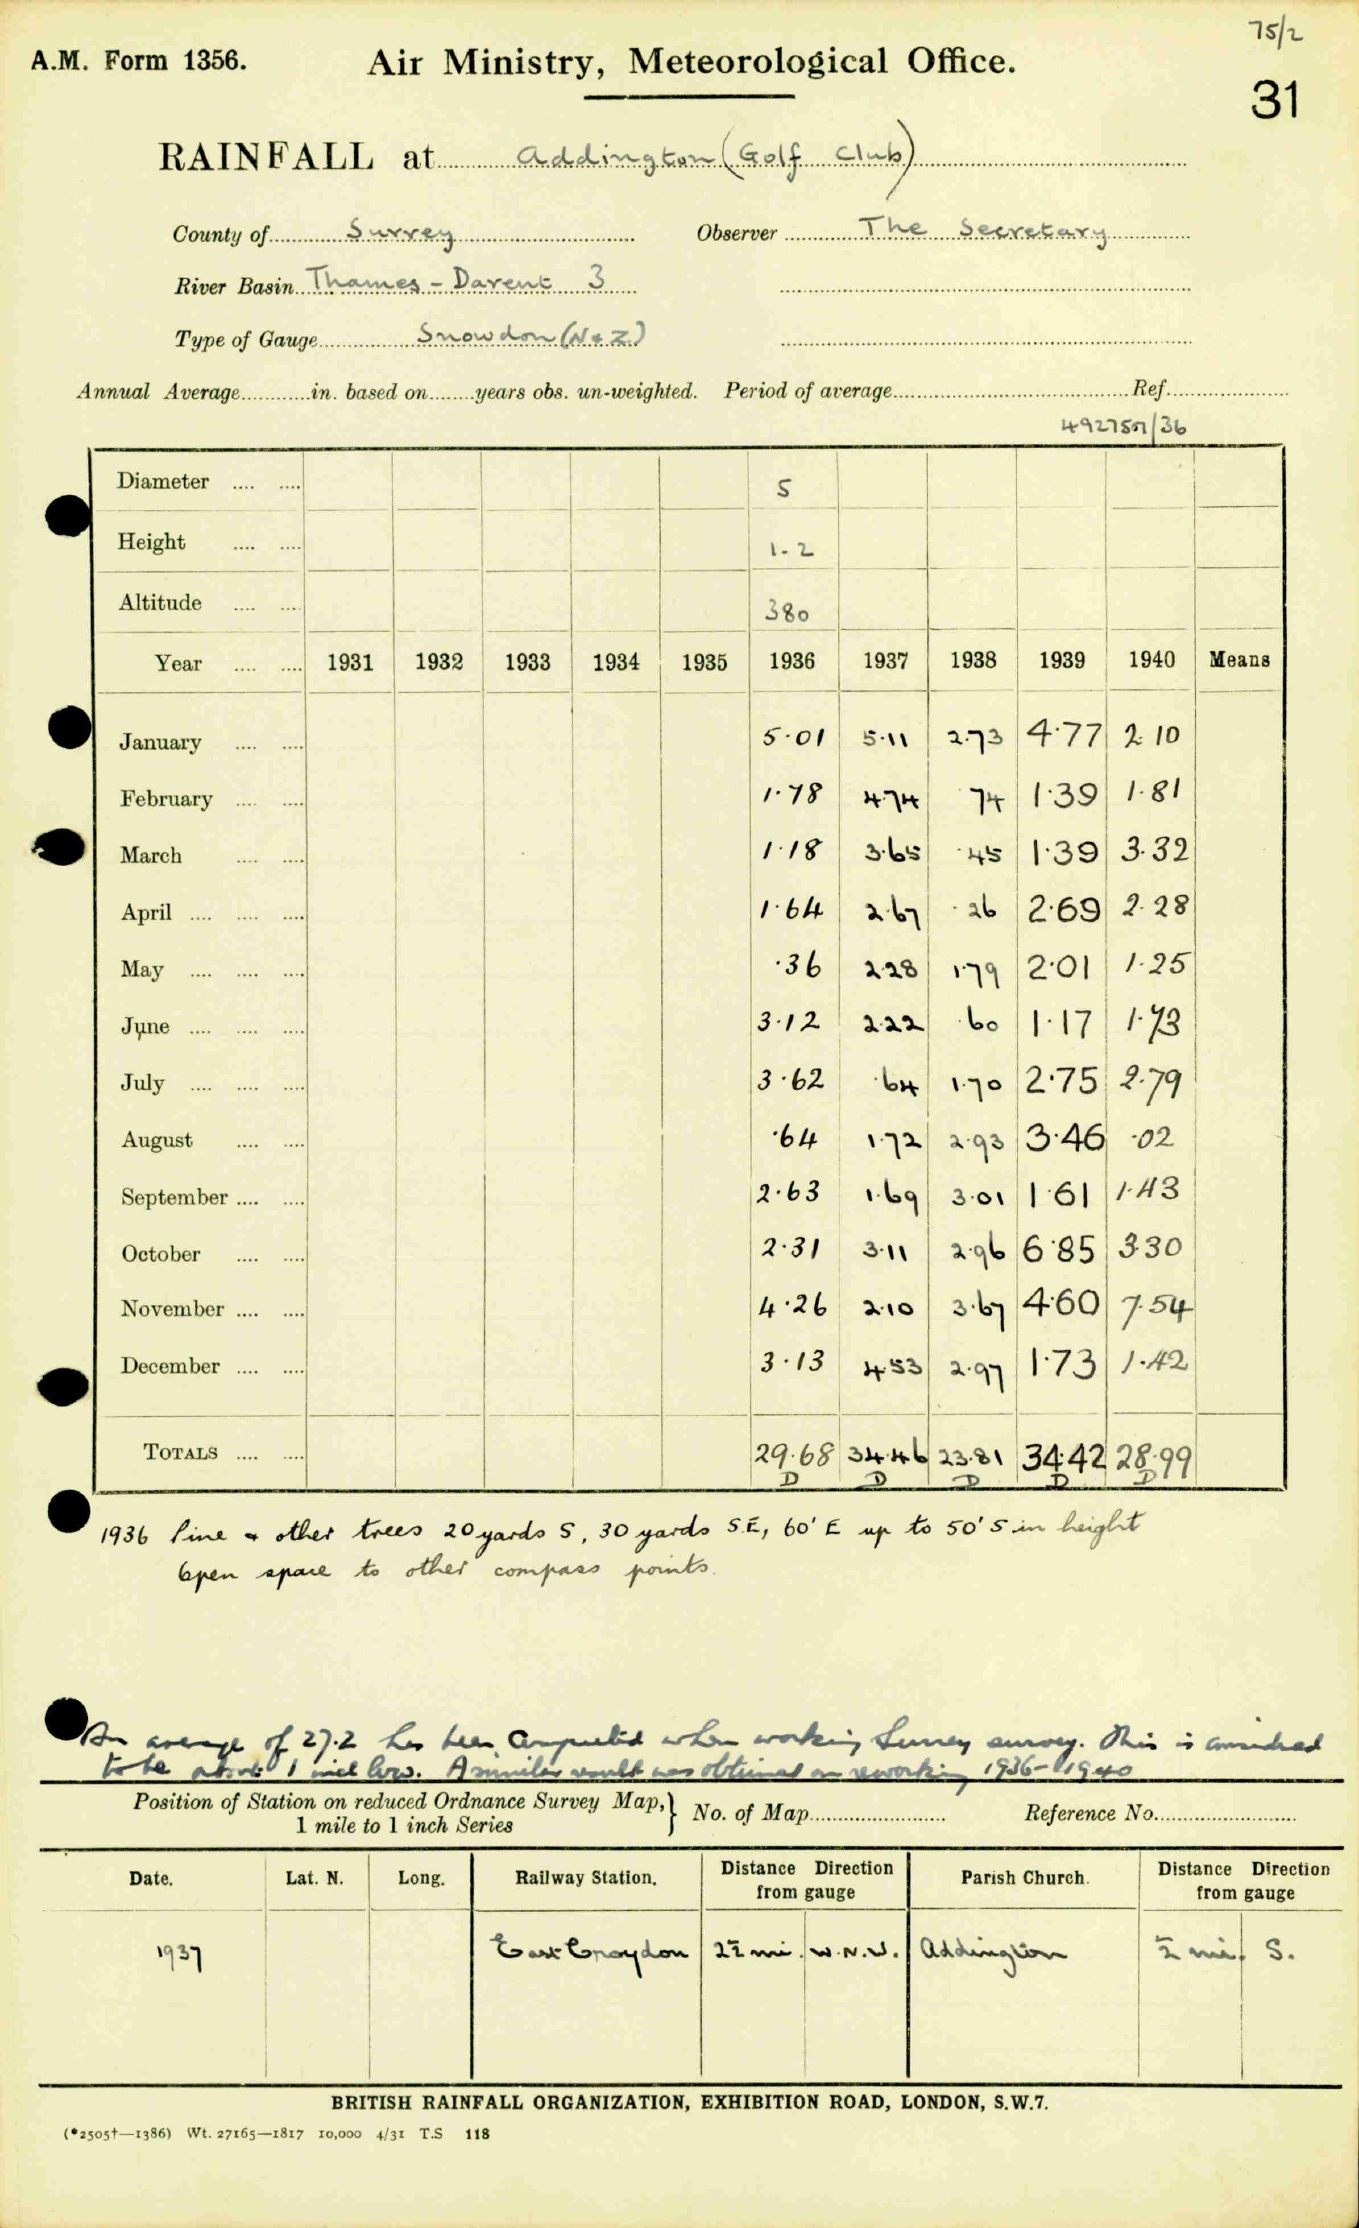 75/2
A.M. Form 1356. Air Ministry, Meteorological Office.
31
RAINFALL at Addington (Golf Club)
County of Surrey Observer The Secretary
River Basin Thames - Darent 3
Type of Gauge Snowdon (N & Z)
Annual Average............in. based on........years obs. un-weighted. Period of average............Ref............
/36
Diameter .... .... 5
Height .... .... 1-2
Altitude .... .... 380
Year .... .... 1931 1932 1933 1934 1935 1936 1937 1938 1939 1940 Means
January .... .... 5·01 5·11 2·73 4·77 2·10
February .... .... 1·78 4·74 74 1·39 1·81
March .... .... 1·18 3·65 ·45 1·39 3·32
April .... .... .... 1·64 2·67 ·26 2·69 2·28
May .... .... .... ·36 2·28 1·79 2·01 1·25
June .... .... .... 3·12 2·22 ·60 1·17 1·73
July .... .... .... 3·62 ·64 1·70 2·75 2·79
August .... .... ·64 1·72 2·93 3·46 ·02
September .... .... 2·63 1·69 3·01 1·61 1·43
October .... .... 2·31 3·11 2·96 6·85 3·30
November .... .... 4·26 2·10 3·67 4·60 7·54
December .... .... 3·13 4·53 2·97 1·73 1·42
TOTALS .... .... 29·68 34·46 23·81 34·42 28·99
D D D D D
1936 Pine & other trees 20 yards S, 30 yards S.E, 60' E up to 50' S in height
Open space to other compass points.
An average of 27.2 has been computed when working Surrey survey. This is considered
to be about 1 inch low. A similar result was obtained on reworking 1936-1940
Position of Station on reduced Ordnance Survey Map, } No. of Map............ Reference No............
1 mile to 1 inch Series
Date. Lat. N. Long. Railway Station. Distance Direction from gauge Parish Church. Distance Direction from gauge
1937 East Croydon 2½ mi. W.N.W. Addington ½ mi. S.
BRITISH RAINFALL ORGANIZATION, EXHIBITION ROAD, LONDON, S.W.7.
(*2505†—1386) Wt. 27165—1817 10,000 4/31 T.S 118